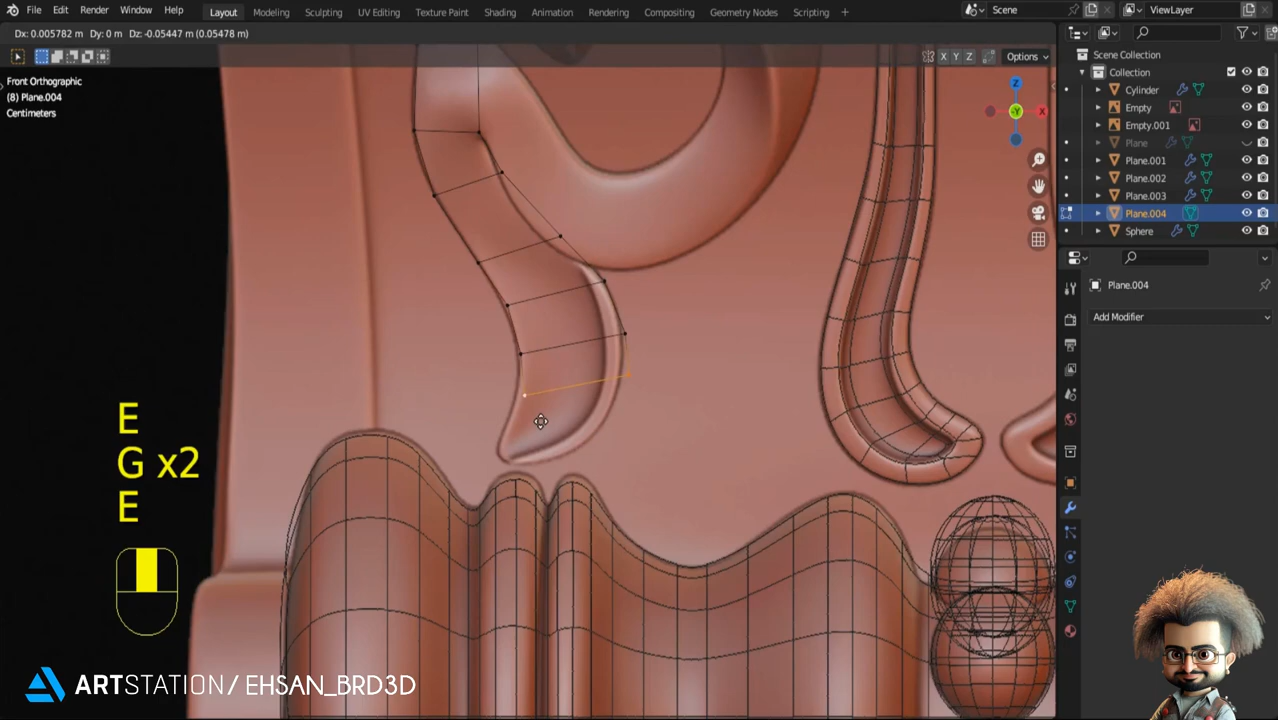 File Edit Render Window Help Layout Modeling Sculpting UV Editing Texture Paint Shading Animation Rendering Compositing Geometry Nodes Scripting + Scene ViewLayer
Dx: 0.005782 m Dy: 0 m Dz: -0.05447 m (0.05478 m)
X Y Z Options
Front Orthographic
(8) Plane.004
Centimeters
Z
X
-Y
Scene Collection
Collection
Cylinder
Empty
Empty.001
Plane
Plane.001
Plane.002
Plane.003
Plane.004
Sphere
Plane.004
Add Modifier
E
G x2
E
ARTSTATION/ EHSAN_BRD3D